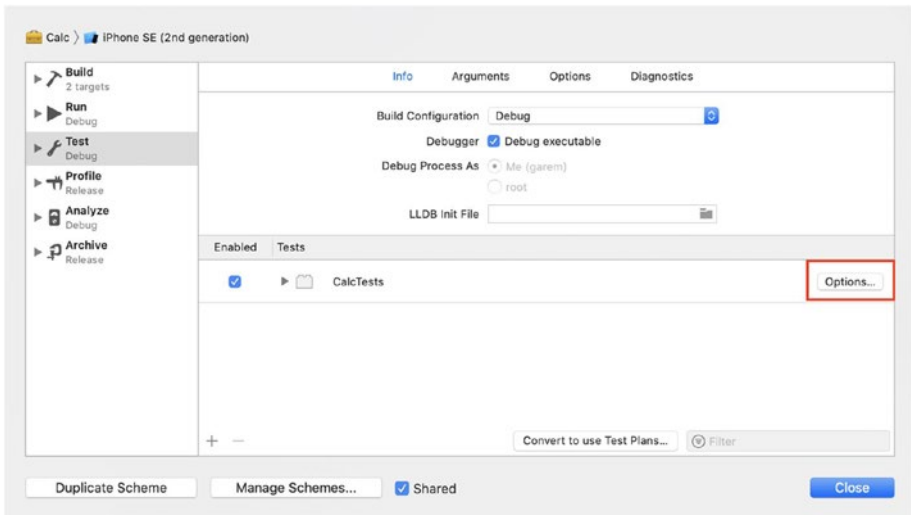 Calc 〉 iPhone SE (2nd generation)
Build
2 targets
Run
Debug
Test
Debug
Profile
Release
Analyze
Debug
Archive
Release
Info Arguments Options Diagnostics
Build Configuration Debug
Debugger Debug executable
Debug Process As Me (garem)
root
LLDB Init File
Enabled Tests
CalcTests Options...
+ − Convert to use Test Plans... Filter
Duplicate Scheme Manage Schemes... Shared Close